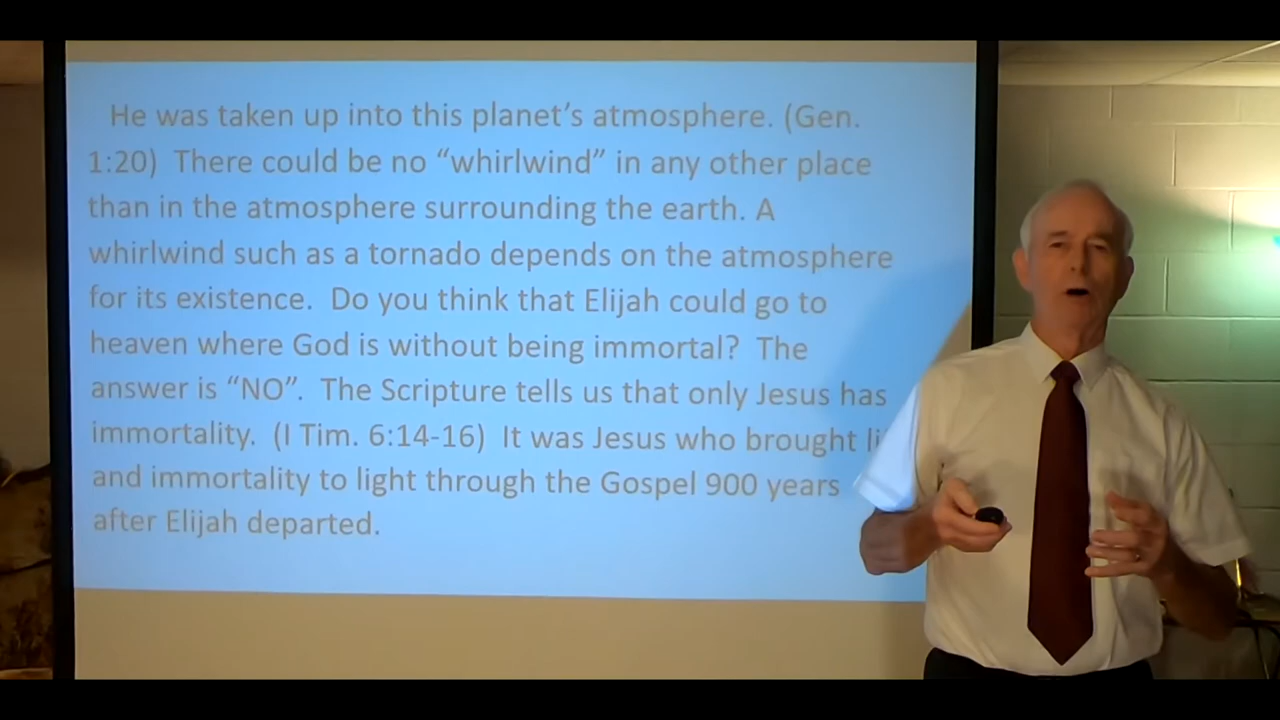 He was taken up into this planet's atmosphere. (Gen.
1:20) There could be no "whirlwind" in any other place
than in the atmosphere surrounding the earth. A
whirlwind such as a tornado depends on the atmosphere
for its existence. Do you think that Elijah could go to
heaven where God is without being immortal? The
answer is "NO". The Scripture tells us that only Jesus has
immortality. (I Tim. 6:14-16) It was Jesus who brought
and immortality to light through the Gospel 900 years
after Elijah departed.